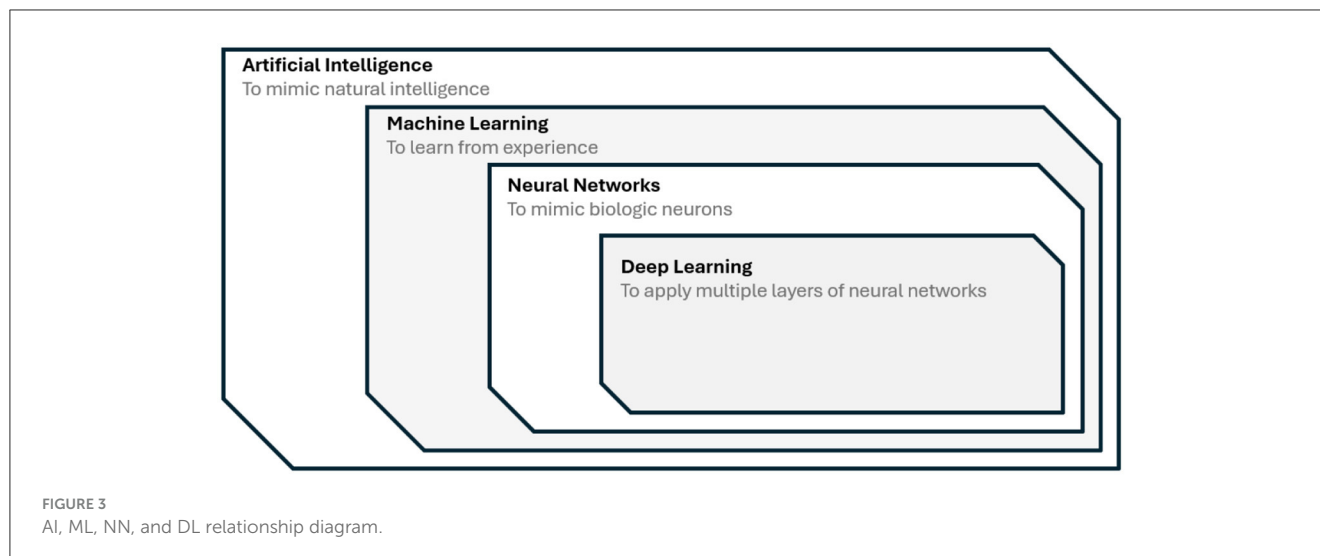 Artificial Intelligence
To mimic natural intelligence
Machine Learning
To learn from experience
Neural Networks
To mimic biologic neurons
Deep Learning
To apply multiple layers of neural networks
FIGURE 3
AI, ML, NN, and DL relationship diagram.